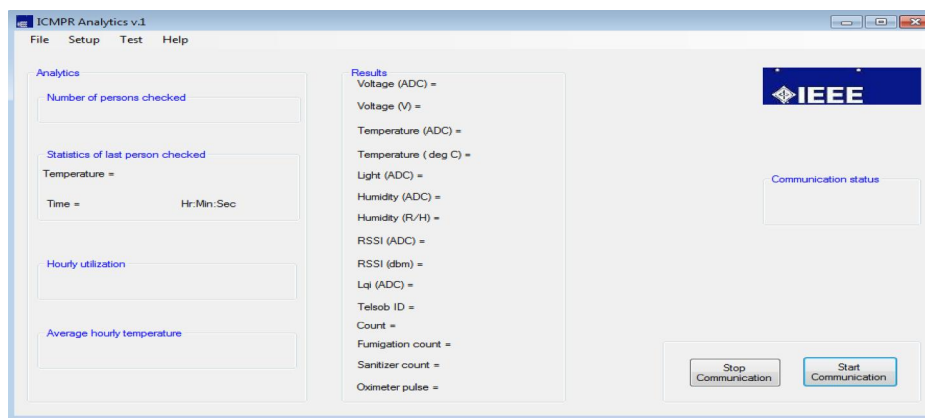 ICMPR Analytics v.1
File Setup Test Help
Analytics
Number of persons checked
Statistics of last person checked
Temperature =
Time = Hr:Min:Sec
Hourly utilization
Average hourly temperature
Results
Voltage (ADC) =
Voltage (V) =
Temperature (ADC) =
Temperature ( deg C) =
Light (ADC) =
Humidity (ADC) =
Humidity (R/H) =
RSSI (ADC) =
RSSI (dbm) =
Lqi (ADC) =
Telsob ID =
Count =
Fumigation count =
Sanitizer count =
Oximeter pulse =
IEEE
Communication status
Stop
Communication
Start
Communication